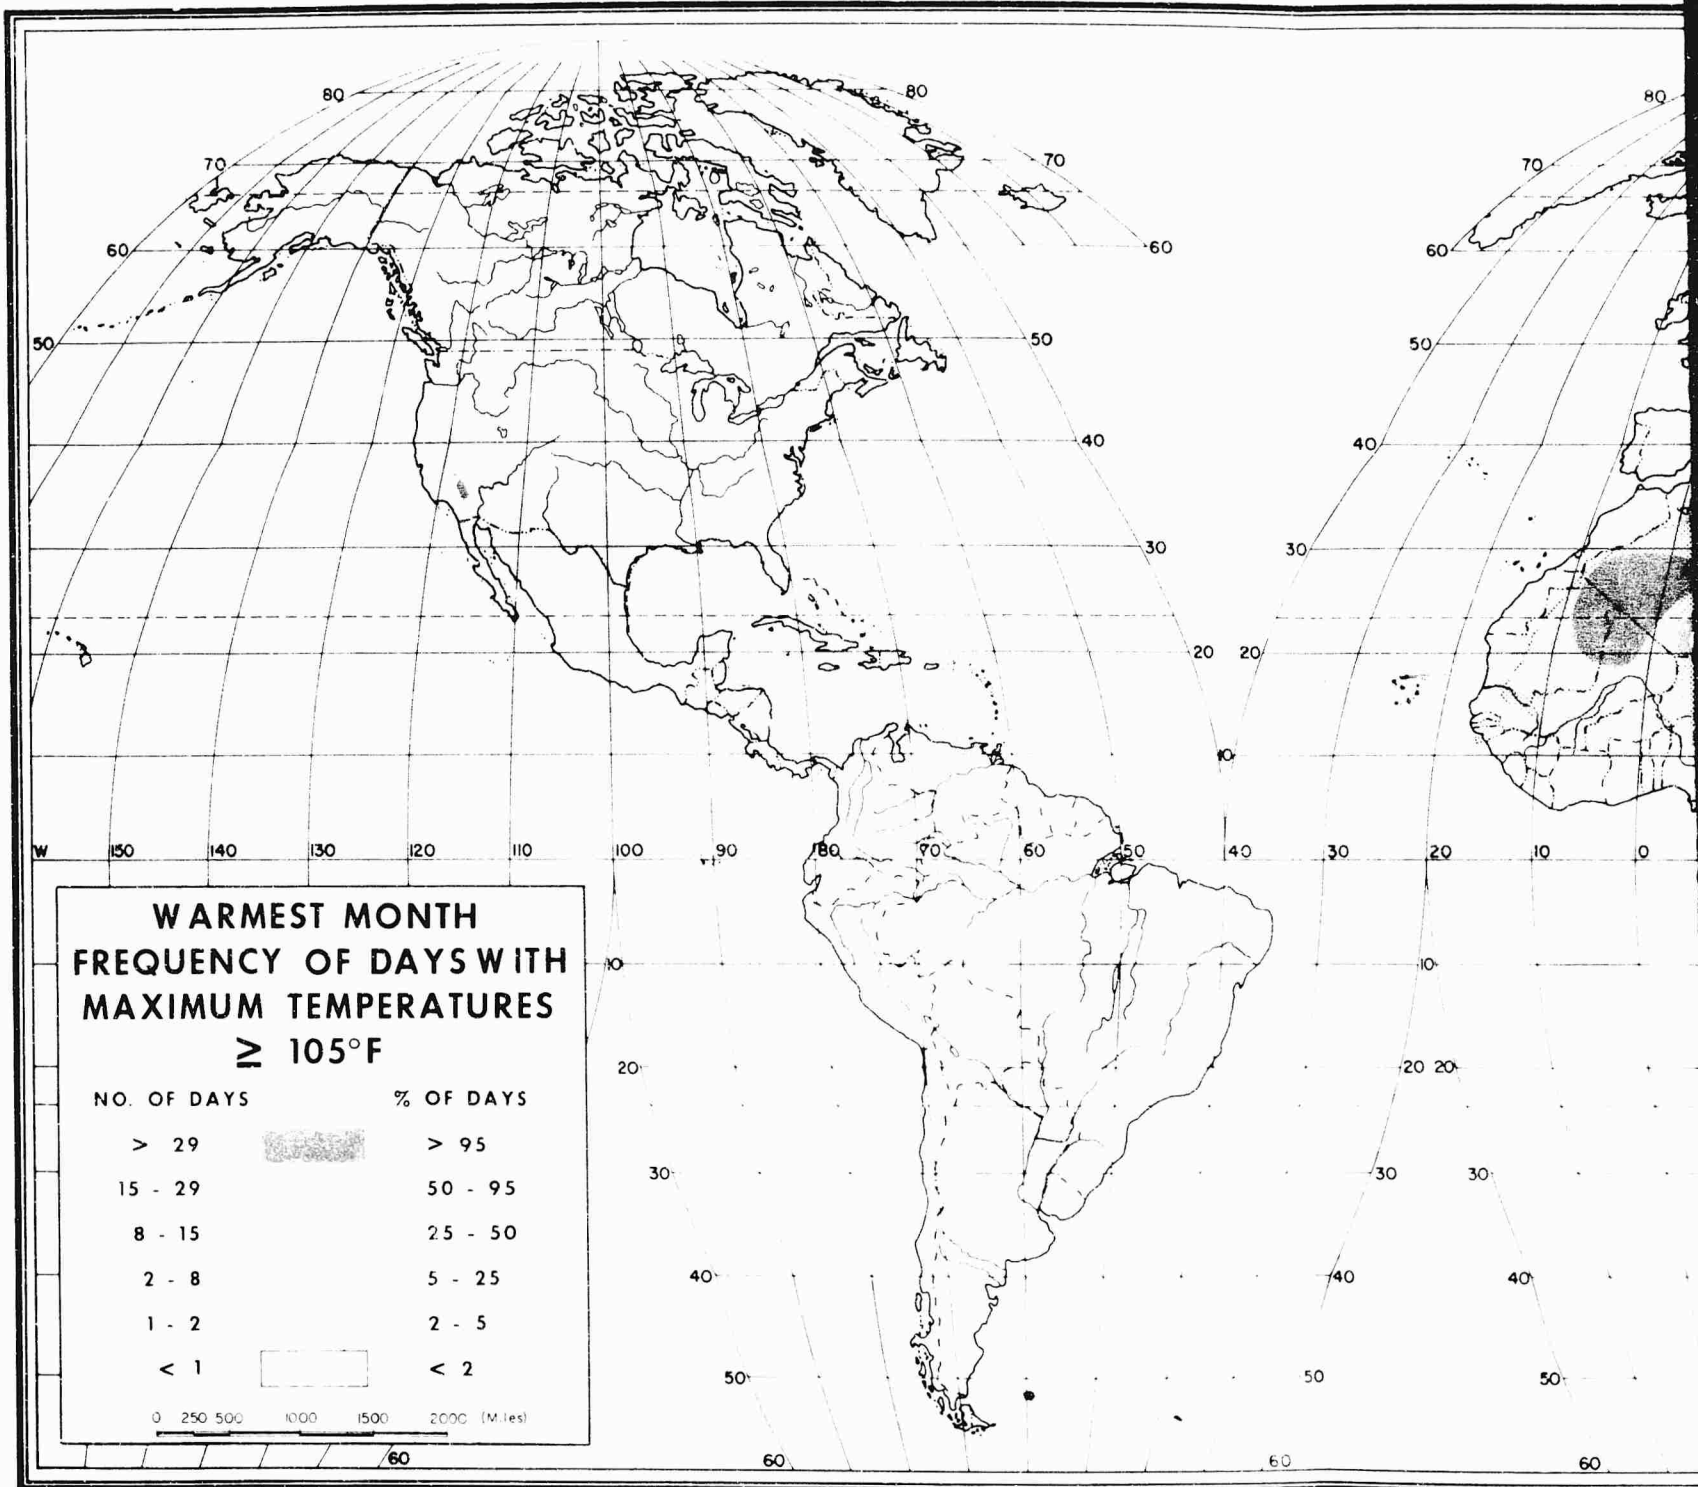 80 80 80
70 70 70
60 60 60
50 50 50
40 40
30 30
20 20
10
W 150 140 130 120 110 100 90 80 70 60 50 40 30 20 10 0
WARMEST MONTH
FREQUENCY OF DAYS WITH
MAXIMUM TEMPERATURES
≥ 105°F
NO. OF DAYS % OF DAYS
> 29 > 95
15 - 29 50 - 95
8 - 15 25 - 50
2 - 8 5 - 25
1 - 2 2 - 5
< 1 < 2
0 250 500 1000 1500 2000 (Miles)
10 10
20 20 20
30 30 30
40 40 40
50 50 50
60 60 60 60